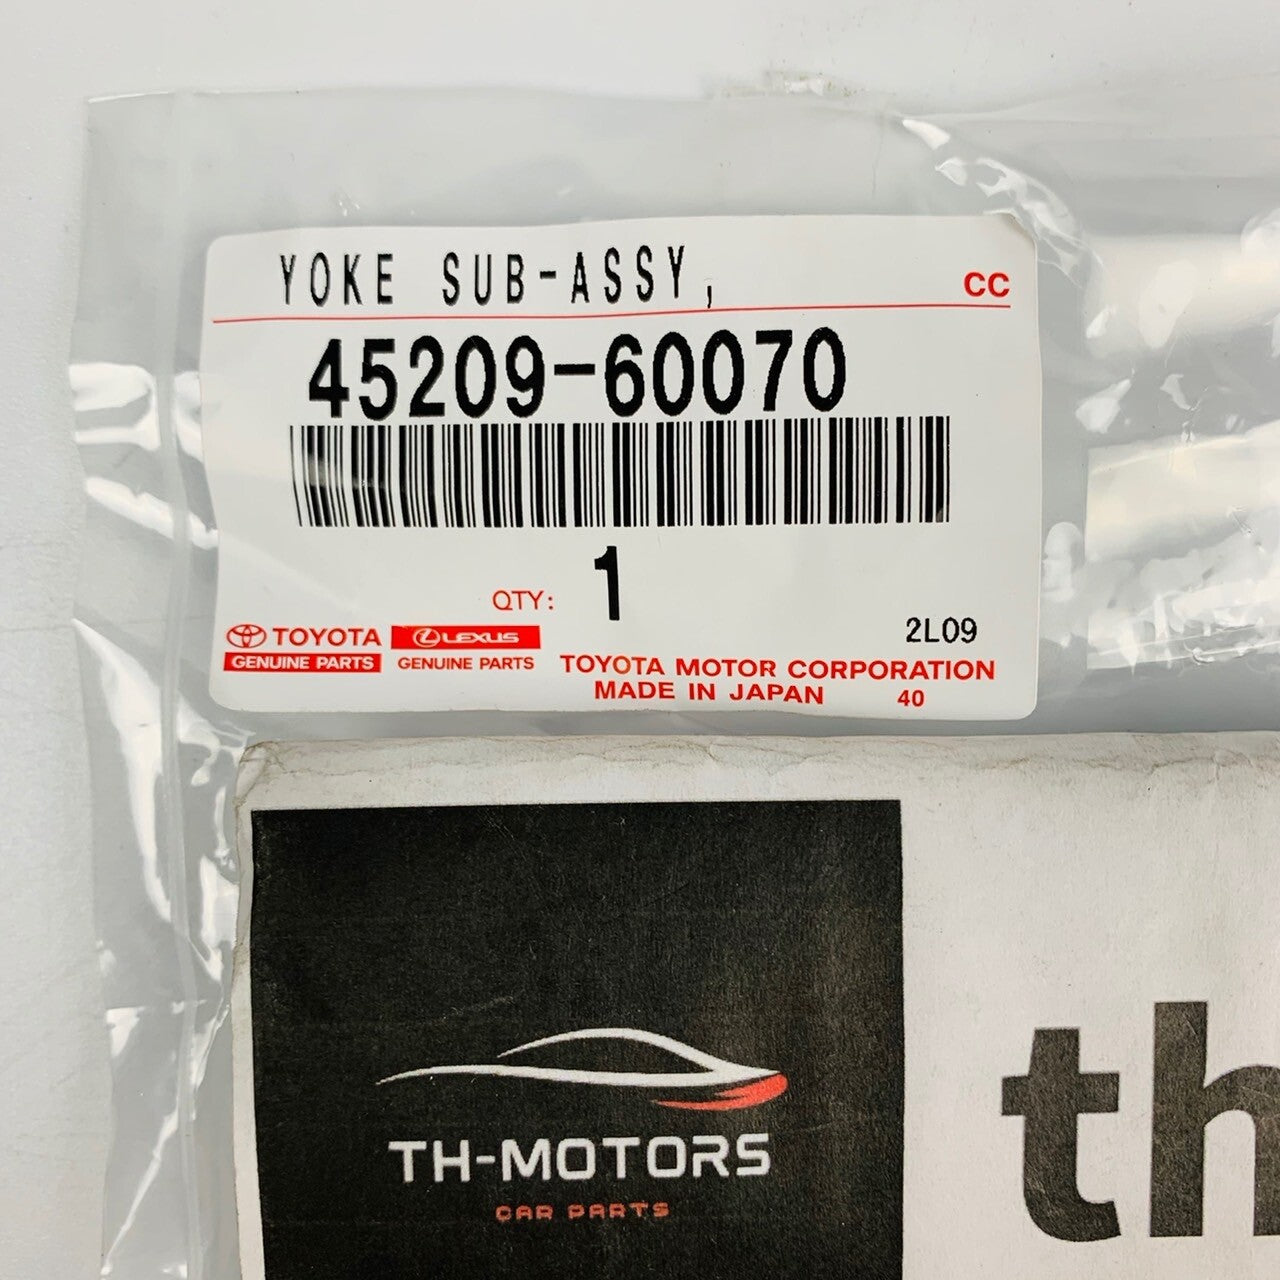 YOKE SUB-ASSY,
CC
45209-60070
1
QTY:
2L09
TOYOTA
LEXUS
GENUINE PARTS
GENUINE PARTS
TOYOTA MOTOR CORPORATION
MADE IN JAPAN
40
th
TH-MOTORS
CAR PARTS